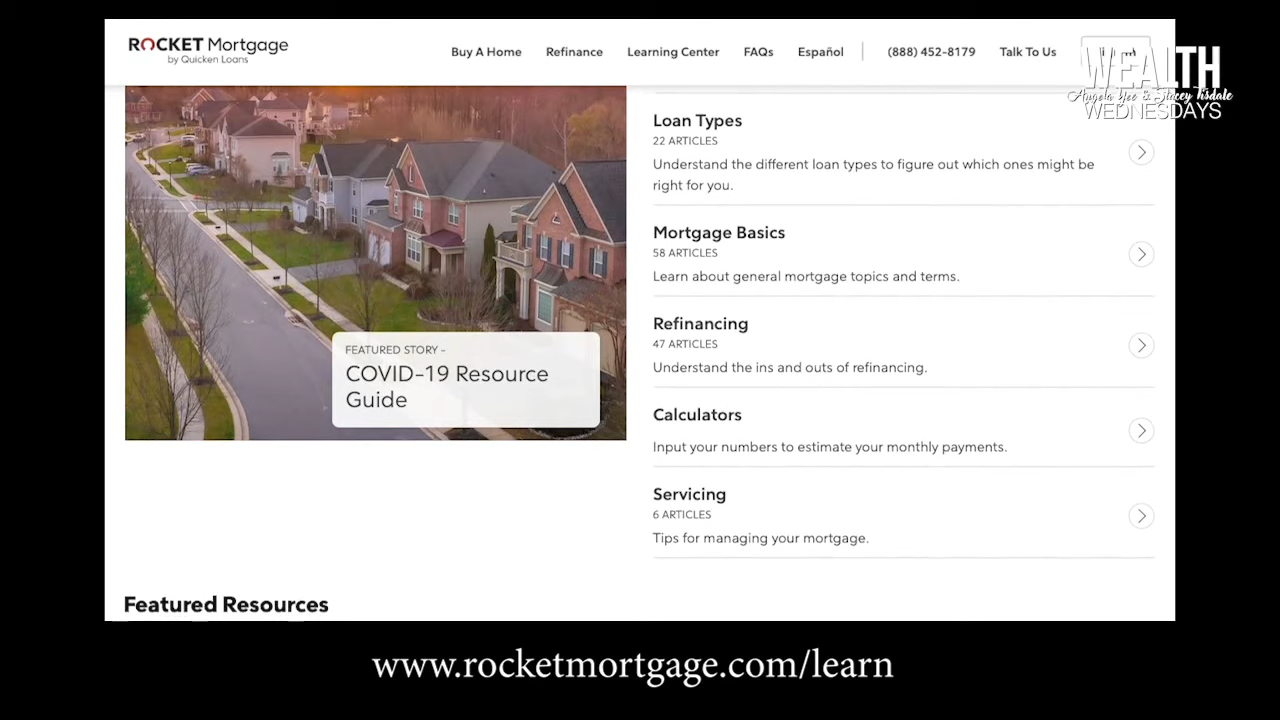 ROCKET Mortgage
by Quicken Loans
Buy A Home
Refinance
Learning Center
FAQs
Español
(888) 452-8179
Talk To Us
WEALTH
Angela Yee & Stacey Tisdale
WEDNESDAYS
FEATURED STORY –
COVID-19 Resource
Guide
Loan Types
22 ARTICLES
Understand the different loan types to figure out which ones might be
right for you.
Mortgage Basics
58 ARTICLES
Learn about general mortgage topics and terms.
Refinancing
47 ARTICLES
Understand the ins and outs of refinancing.
Calculators
Input your numbers to estimate your monthly payments.
Servicing
6 ARTICLES
Tips for managing your mortgage.
Featured Resources
www.rocketmortgage.com/learn